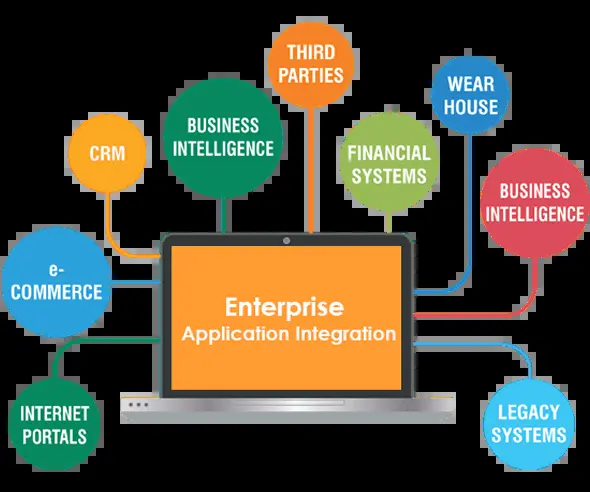 THIRD
PARTIES
WEAR
HOUSE
BUSINESS
INTELLIGENCE
CRM
FINANCIAL
SYSTEMS
BUSINESS
INTELLIGENCE
e-
COMMERCE
Enterprise
Application Integration
INTERNET
PORTALS
LEGACY
SYSTEMS